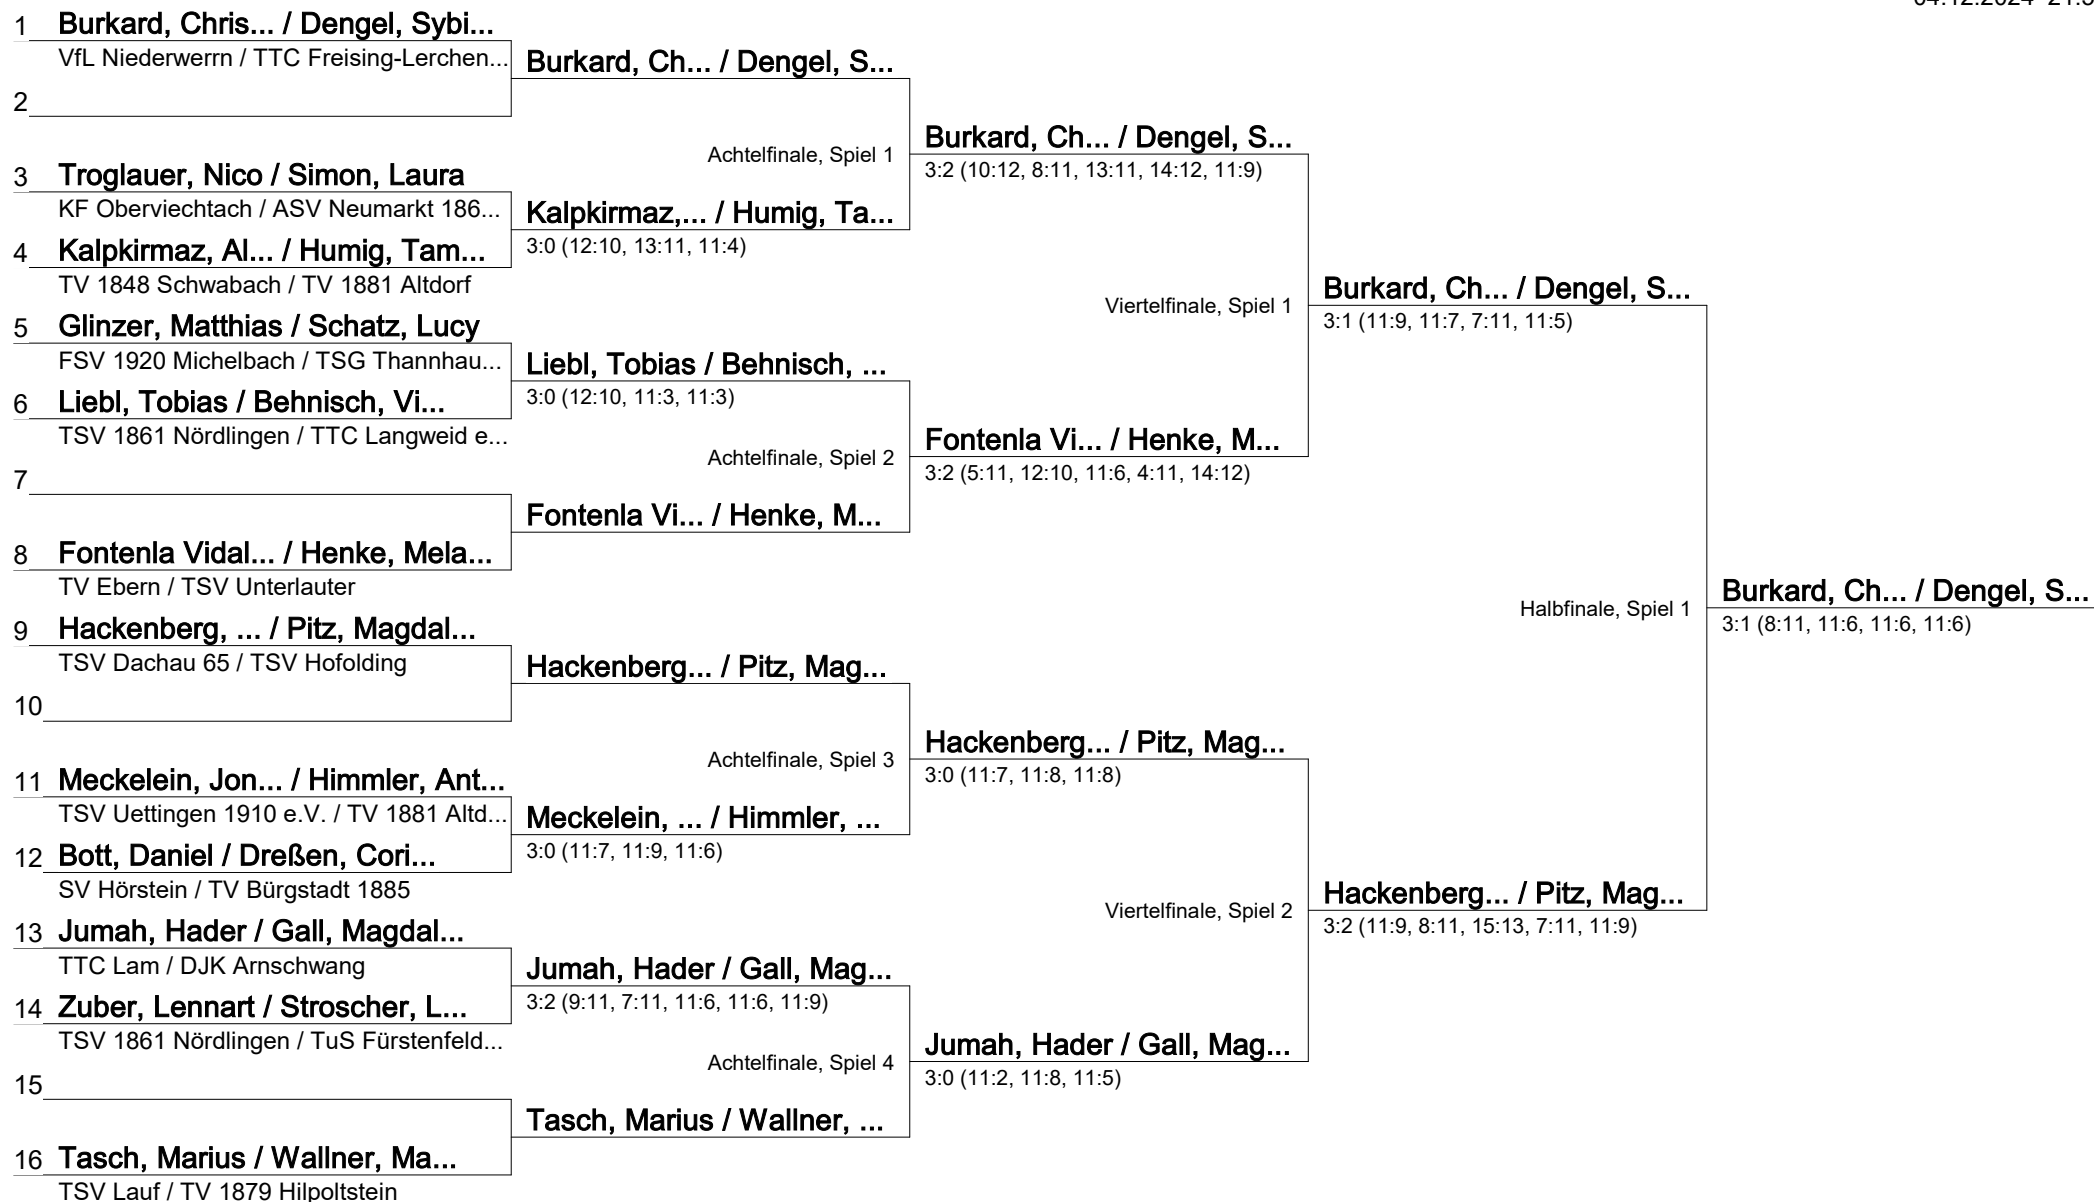 1 Burkard, Chris... / Dengel, Sybi...
VfL Niederwerrn / TTC Freising-Lerchen...
2
3 Troglauer, Nico / Simon, Laura
KF Oberviechtach / ASV Neumarkt 186...
4 Kalpkirmaz, Al... / Humig, Tam...
TV 1848 Schwabach / TV 1881 Altdorf
5 Glinzer, Matthias / Schatz, Lucy
FSV 1920 Michelbach / TSG Thannhau...
6 Liebl, Tobias / Behnisch, Vi...
TSV 1861 Nördlingen / TTC Langweid e...
7
8 Fontenla Vidal... / Henke, Mela...
TV Ebern / TSV Unterlauter
9 Hackenberg, ... / Pitz, Magdal...
TSV Dachau 65 / TSV Hofolding
10
11 Meckelein, Jon... / Himmler, Ant...
TSV Uettingen 1910 e.V. / TV 1881 Altd...
12 Bott, Daniel / Dreßen, Cori...
SV Hörstein / TV Bürgstadt 1885
13 Jumah, Hader / Gall, Magdal...
TTC Lam / DJK Arnschwang
14 Zuber, Lennart / Stroscher, L...
TSV 1861 Nördlingen / TuS Fürstenfeld...
15
16 Tasch, Marius / Wallner, Ma...
TSV Lauf / TV 1879 Hilpoltstein
Burkard, Ch... / Dengel, S...
Achtelfinale, Spiel 1
Kalpkirmaz,... / Humig, Ta...
3:0 (12:10, 13:11, 11:4)
Liebl, Tobias / Behnisch, ...
3:0 (12:10, 11:3, 11:3)
Achtelfinale, Spiel 2
Fontenla Vi... / Henke, M...
Hackenberg... / Pitz, Mag...
Achtelfinale, Spiel 3
Meckelein, ... / Himmler, ...
3:0 (11:7, 11:9, 11:6)
Jumah, Hader / Gall, Mag...
3:2 (9:11, 7:11, 11:6, 11:6, 11:9)
Achtelfinale, Spiel 4
Tasch, Marius / Wallner, ...
Burkard, Ch... / Dengel, S...
3:2 (10:12, 8:11, 13:11, 14:12, 11:9)
Viertelfinale, Spiel 1
Fontenla Vi... / Henke, M...
3:2 (5:11, 12:10, 11:6, 4:11, 14:12)
Hackenberg... / Pitz, Mag...
3:0 (11:7, 11:8, 11:8)
Viertelfinale, Spiel 2
Jumah, Hader / Gall, Mag...
3:0 (11:2, 11:8, 11:5)
Burkard, Ch... / Dengel, S...
3:1 (11:9, 11:7, 7:11, 11:5)
Halbfinale, Spiel 1
Hackenberg... / Pitz, Mag...
3:2 (11:9, 8:11, 15:13, 7:11, 11:9)
Burkard, Ch... / Dengel, S...
3:1 (8:11, 11:6, 11:6, 11:6)